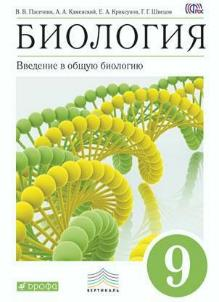 В. В. Пасечник, А. А. Каменский, Е. А. Криксунов, Г. Г. Швецов
БИОЛОГИЯ
Введение в общую биологию
9
дрофа
ВЕРТИКАЛЬ